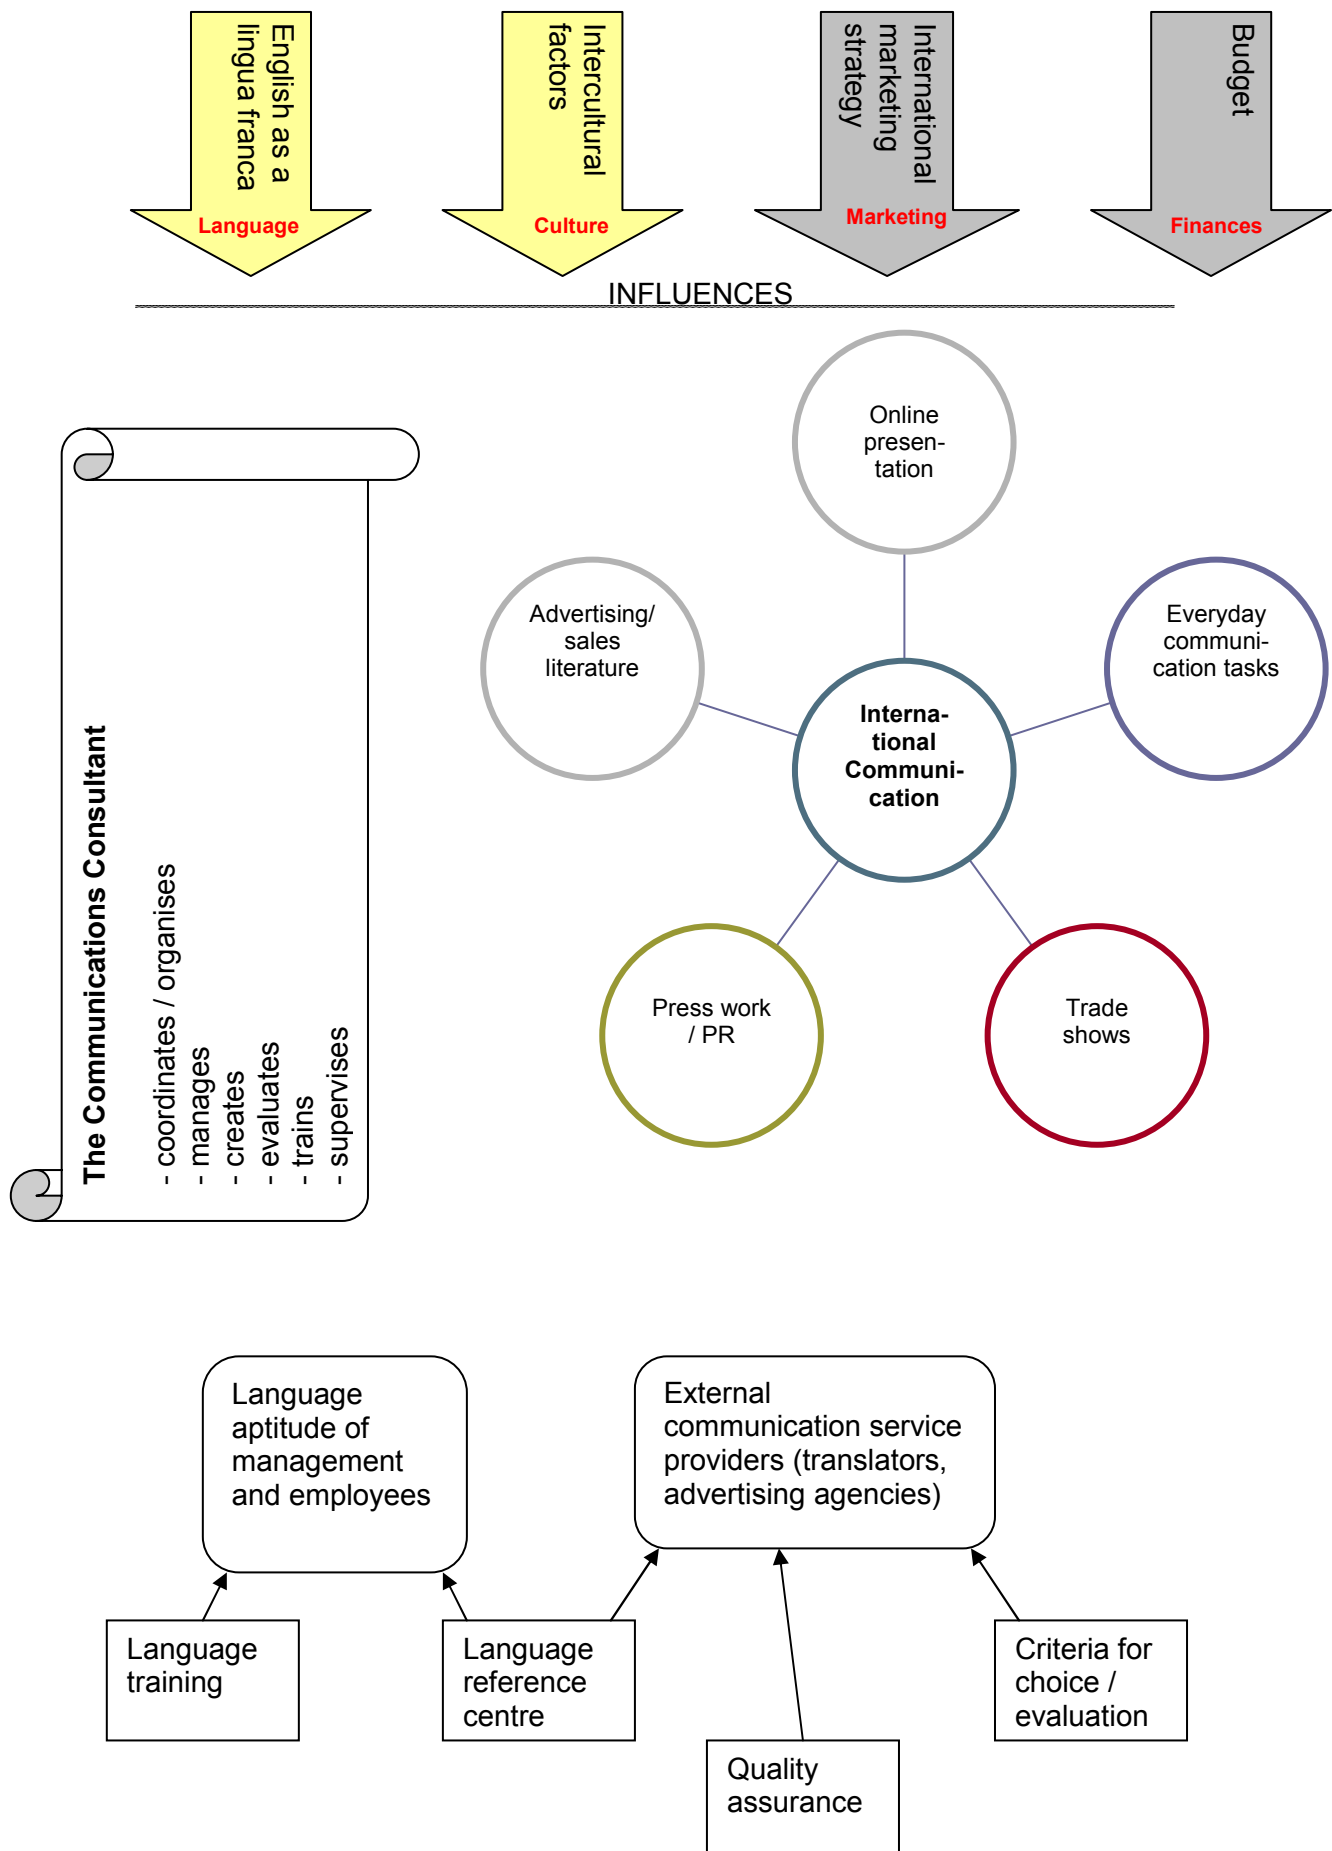 English as a
lingua franca
Language
Intercultural
factors
Culture
International
marketing
strategy
Marketing
Budget
Finances
INFLUENCES
Online
presen-
tation
Advertising/
sales
literature
Everyday
communi-
cation tasks
Interna-
tional
Communi-
cation
Press work
/ PR
Trade
shows
The Communications Consultant
- coordinates / organises
- manages
- creates
- evaluates
- trains
- supervises
Language
aptitude of
management
and employees
External
communication service
providers (translators,
advertising agencies)
Language
training
Language
reference
centre
Criteria for
choice /
evaluation
Quality
assurance